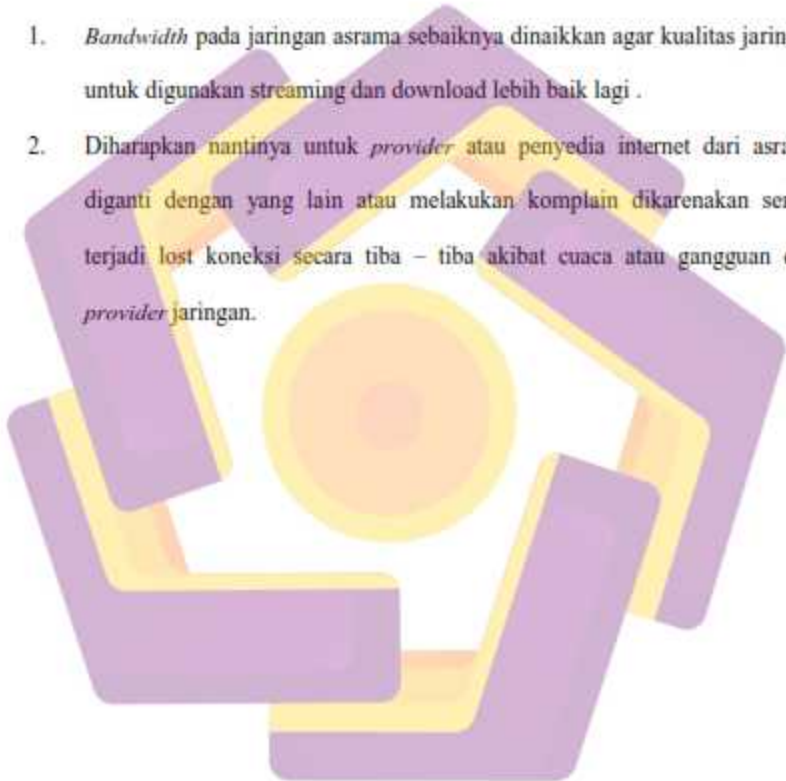 1. Bandwidth pada jaringan asrama sebaiknya dinaikkan agar kualitas jarin
untuk digunakan streaming dan download lebih baik lagi .
2. Diharapkan nantinya untuk provider atau penyedia internet dari asra
diganti dengan yang lain atau melakukan komplain dikarenakan ser
terjadi lost koneksi secara tiba – tiba akibat cuaca atau gangguan
provider jaringan.